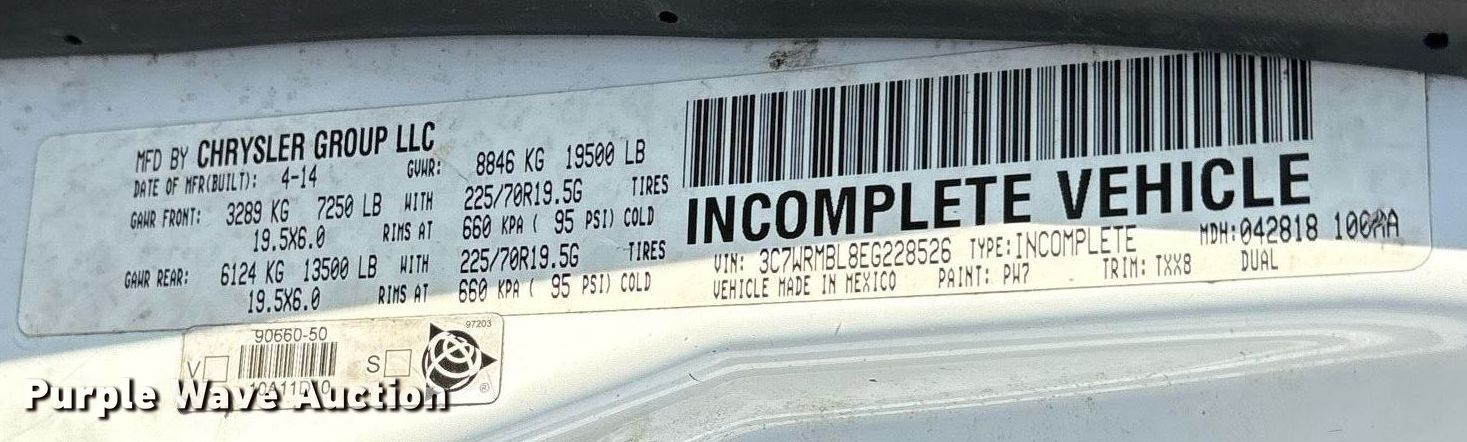 MFD BY CHRYSLER GROUP LLC
DATE OF MFR(BUILT): 4-14 GVWR: 8846 KG 19500 LB
GAWR FRONT: 3289 KG 7250 LB WITH 225/70R19.5G TIRES
19.5X6.0 RIMS AT 660 KPA ( 95 PSI) COLD
GAWR REAR: 6124 KG 13500 LB WITH 225/70R19.5G TIRES
19.5X6.0 RIMS AT 660 KPA ( 95 PSI) COLD
INCOMPLETE VEHICLE
VIN: 3C7WRMBL8EG228526 TYPE:INCOMPLETE MDH:042818
VEHICLE MADE IN MEXICO PAINT: PW7 TRIM: TXX8 DUAL
97203
90660-50
V S
®
Purple Wave Auction